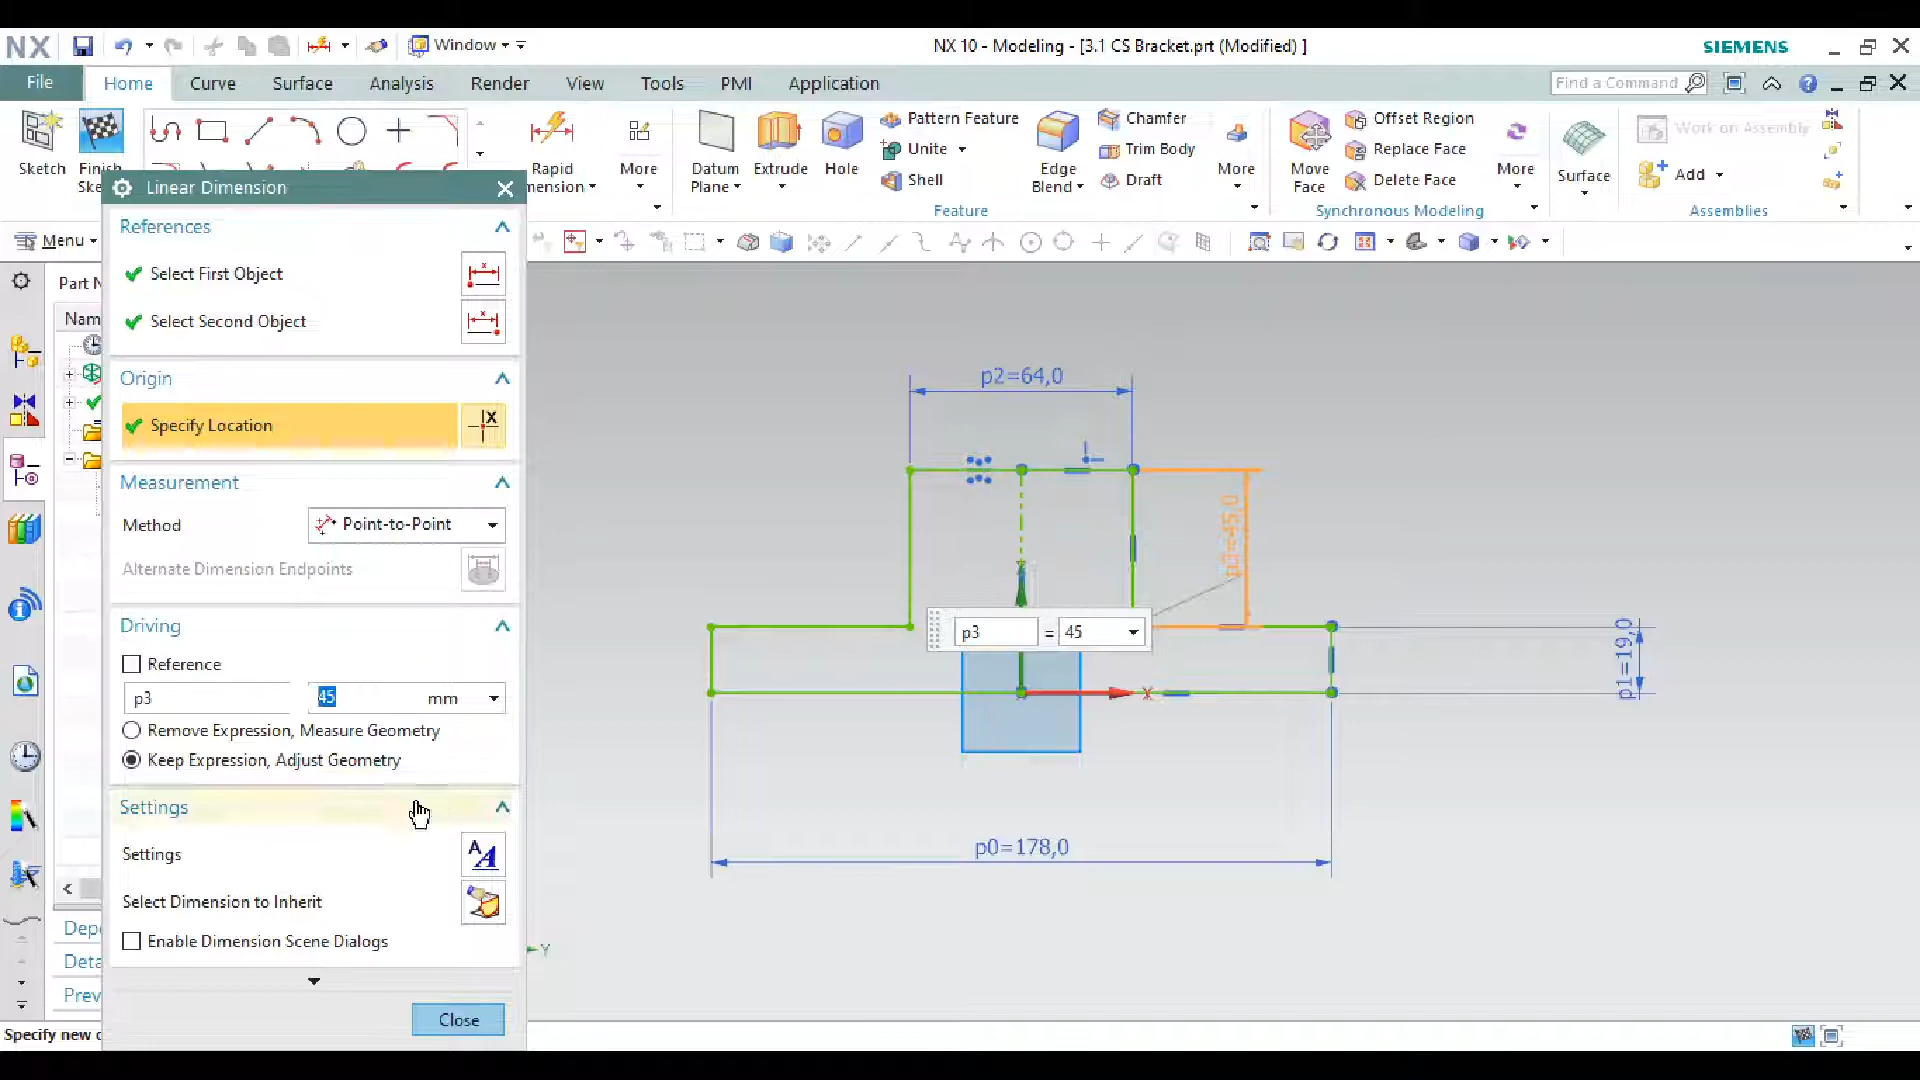 NX
Window
NX 10 - Modeling - [3.1 CS Bracket.prt (Modified) ]
SIEMENS
File
Home
Curve
Surface
Analysis
Render
View
Tools
PMI
Application
Find a Command
Sketch
Finish
Rapid
More
Datum
Plane
Extrude
Hole
Pattern Feature
Unite
Shell
Edge
Blend
Chamfer
Trim Body
Draft
More
Move
Face
Offset Region
Replace Face
Delete Face
More
Surface
Work on Assembly
Add
Feature
Synchronous Modeling
Assemblies
Menu
Linear Dimension
References
Select First Object
Select Second Object
Origin
Specify Location
Measurement
Method
Point-to-Point
Alternate Dimension Endpoints
Driving
Reference
p3
45
mm
Remove Expression, Measure Geometry
Keep Expression, Adjust Geometry
Settings
Settings
Select Dimension to Inherit
Enable Dimension Scene Dialogs
Close
p2=64,0
p3=45,0
p3 = 45
X
p1=19,0
p0=178,0
Y